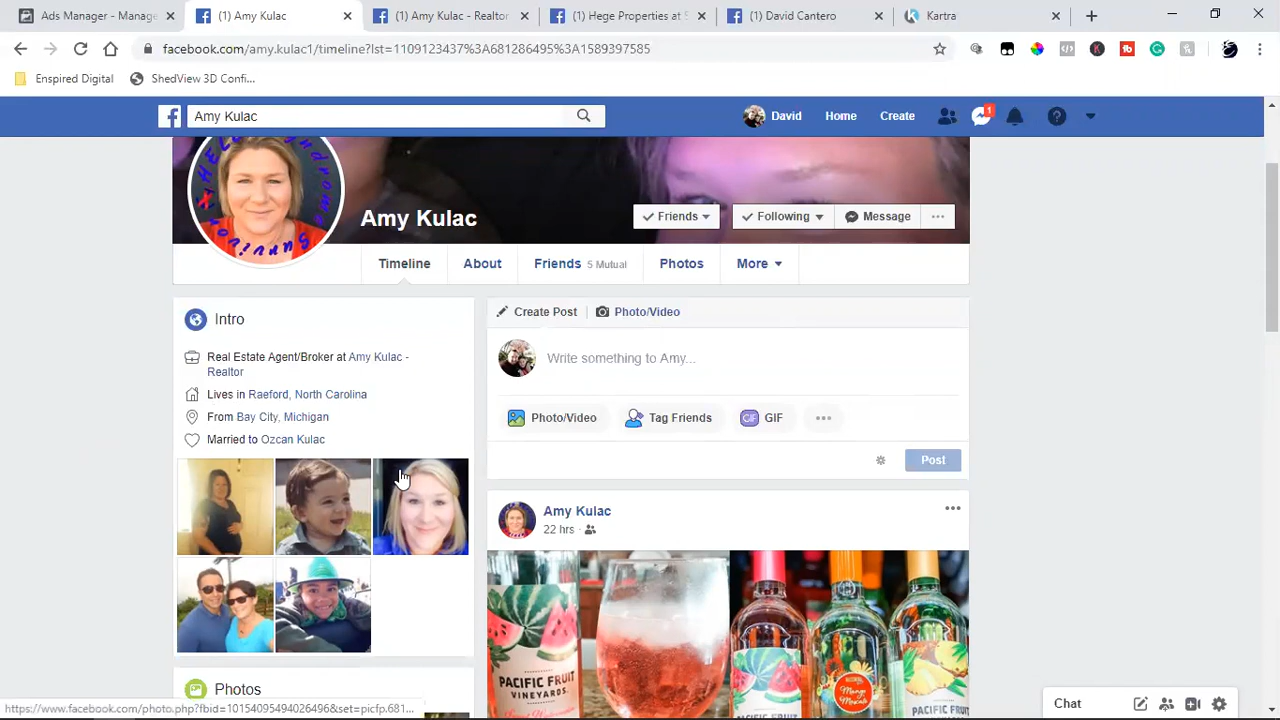 Ads Manager - Manage (1) Amy Kulac (1) Amy Kulac - Realtor (1) Hege Properties at (1) David Cantero Kartra
facebook.com/amy.kulac1/timeline?lst=1109123437%3A681286495%3A1589397585
Enspired Digital ShedView 3D Confi...
Amy Kulac David Home Create 1
Amy Kulac Friends Following Message
Timeline About Friends 5 Mutual Photos More
Intro
Real Estate Agent/Broker at Amy Kulac -
Realtor
Lives in Raeford, North Carolina
From Bay City, Michigan
Married to Ozcan Kulac
Create Post Photo/Video
Write something to Amy...
Photo/Video Tag Friends GIF
Post
Amy Kulac
22 hrs
PACIFIC FRUIT
VINEYARDS.
Mango
Moscato
PACIFIC
Photos
https://www.facebook.com/photo.php?fbid=10154095494026496&set=picfp.681...
Chat